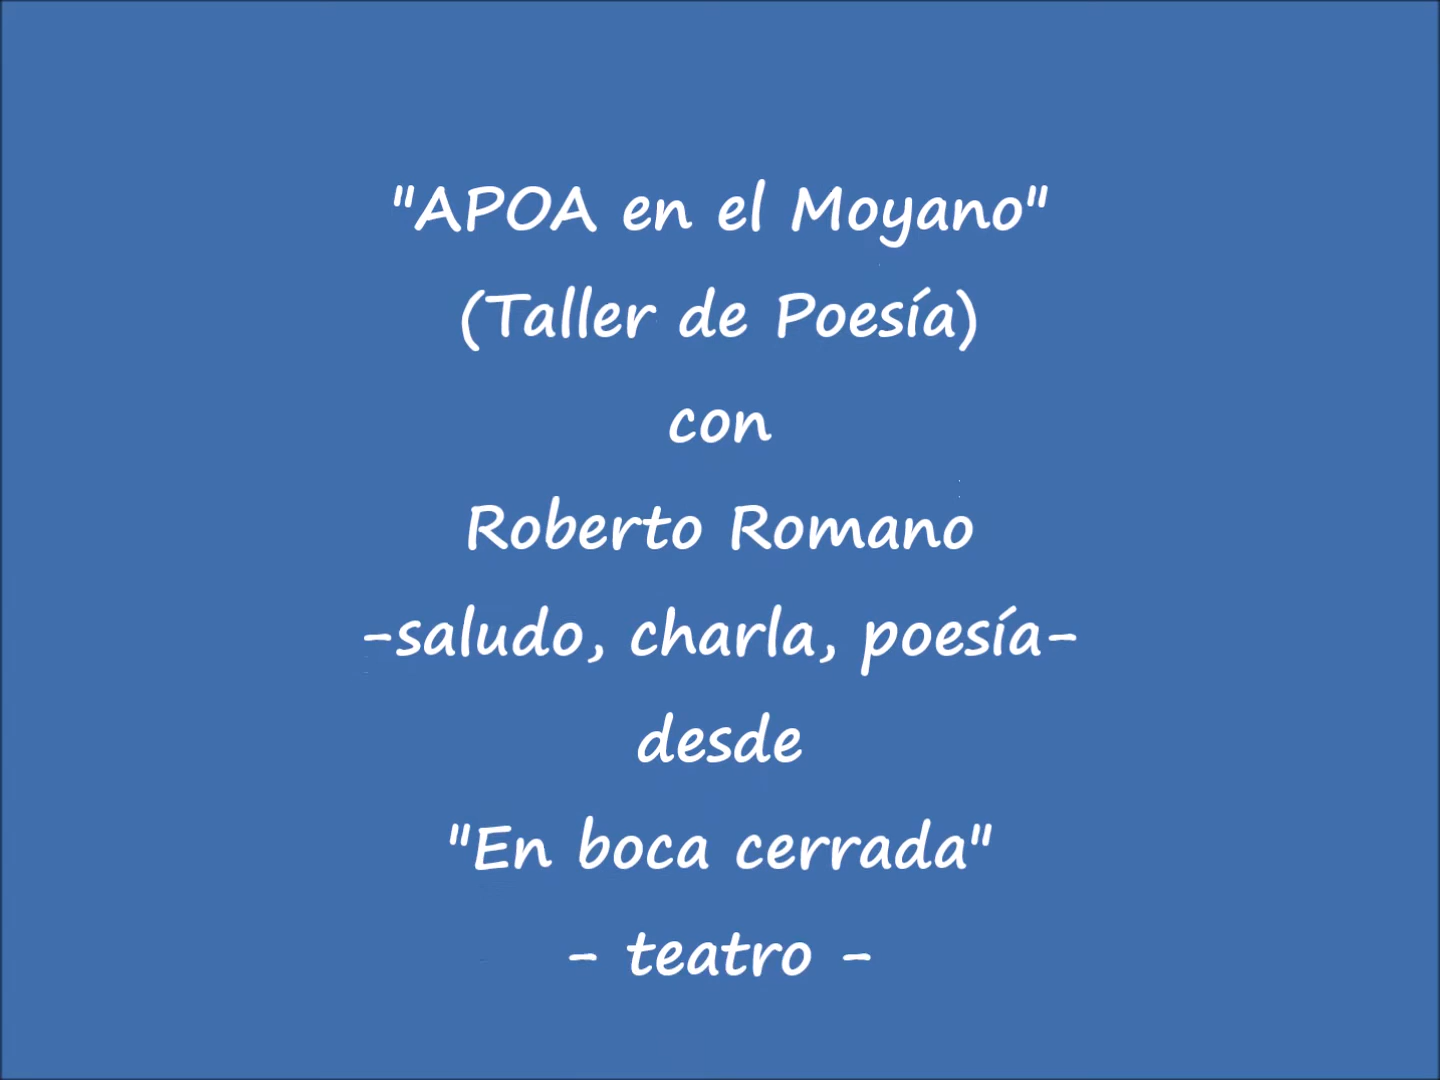 "APOA en el Moyano"
(Taller de Poesía)
con
Roberto Romano
-saludo, charla, poesía-
desde
"En boca cerrada"
- teatro -